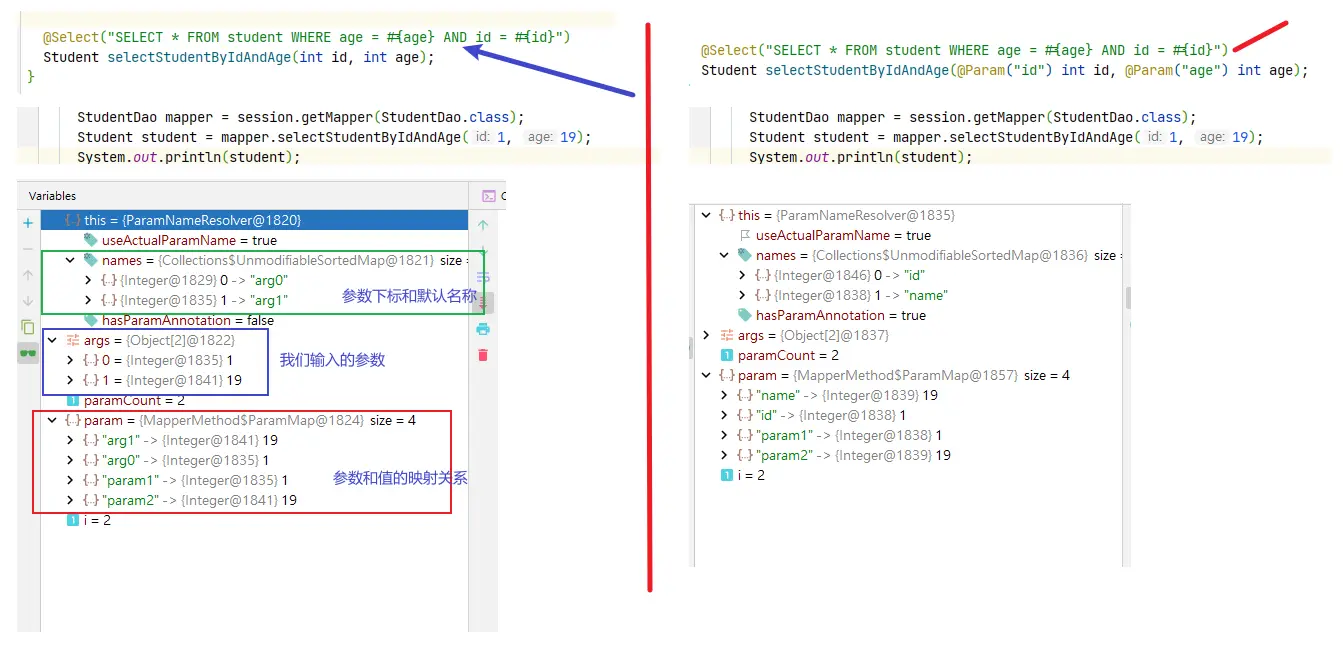 @Select("SELECT * FROM student WHERE age = #{age} AND id = #{id}")
Student selectStudentByIdAndAge(int id, int age);
}
StudentDao mapper = session.getMapper(StudentDao.class);
Student student = mapper.selectStudentByIdAndAge( id: 1, age: 19);
System.out.println(student);
Variables
this = {ParamNameResolver@1820}
useActualParamName = true
names = {Collections$UnmodifiableSortedMap@1821} size =
{Integer@1829} 0 -> "arg0"
{Integer@1835} 1 -> "arg1"
参数下标和默认名称
hasParamAnnotation = false
args = {Object[2]@1822}
0 = {Integer@1835} 1
1 = {Integer@1841} 19
我们输入的参数
paramCount = 2
param = {MapperMethod$ParamMap@1824} size = 4
"arg1" -> {Integer@1841} 19
"arg0" -> {Integer@1835} 1
"param1" -> {Integer@1835} 1
"param2" -> {Integer@1841} 19
参数和值的映射关系
i = 2
@Select("SELECT * FROM student WHERE age = #{age} AND id = #{id}")
Student selectStudentByIdAndAge(@Param("id") int id, @Param("age") int age);
StudentDao mapper = session.getMapper(StudentDao.class);
Student student = mapper.selectStudentByIdAndAge( id: 1, age: 19);
System.out.println(student);
this = {ParamNameResolver@1835}
useActualParamName = true
names = {Collections$UnmodifiableSortedMap@1836} size =
{Integer@1846} 0 -> "id"
{Integer@1838} 1 -> "name"
hasParamAnnotation = true
args = {Object[2]@1837}
paramCount = 2
param = {MapperMethod$ParamMap@1857} size = 4
"name" -> {Integer@1839} 19
"id" -> {Integer@1838} 1
"param1" -> {Integer@1838} 1
"param2" -> {Integer@1839} 19
i = 2